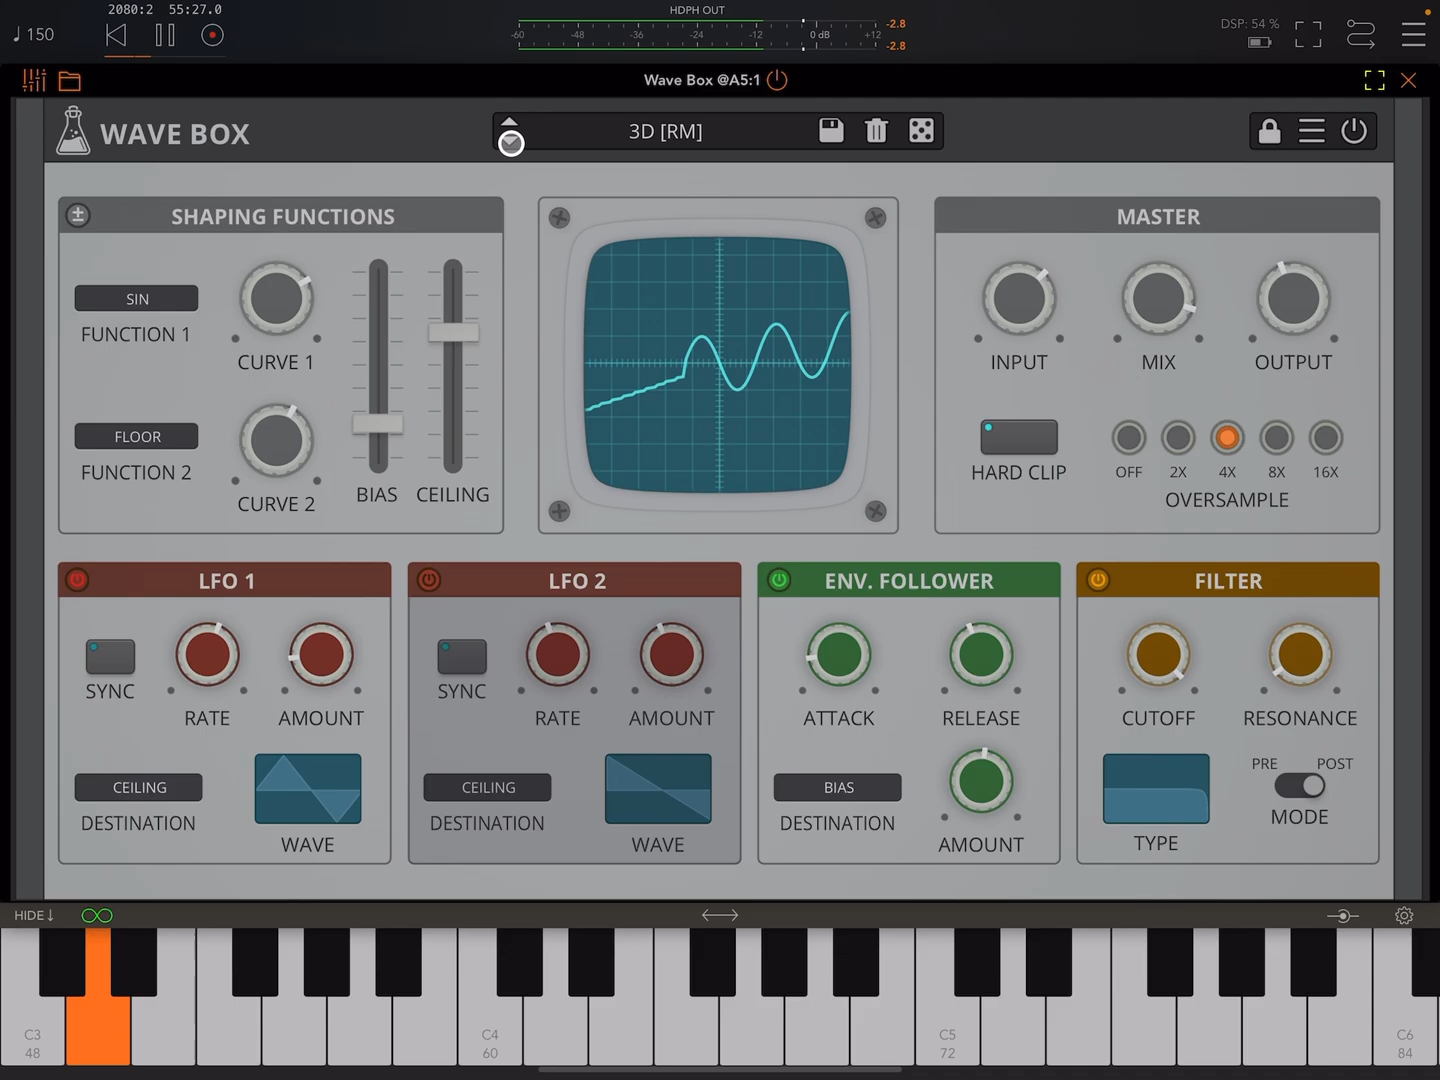 2080:2 55:27.0
HDPH OUT
♩ 150
-60 -48 -36 -24 -12 0 dB +12
-2.8
-2.8
DSP: 54 %
Wave Box @A5:1
WAVE BOX
3D [RM]
SHAPING FUNCTIONS
SIN
FUNCTION 1
CURVE 1
FLOOR
FUNCTION 2
CURVE 2
BIAS
CEILING
MASTER
INPUT
MIX
OUTPUT
HARD CLIP
OFF 2X 4X 8X 16X
OVERSAMPLE
LFO 1
SYNC
RATE
AMOUNT
CEILING
DESTINATION
WAVE
LFO 2
SYNC
RATE
AMOUNT
CEILING
DESTINATION
WAVE
ENV. FOLLOWER
ATTACK
RELEASE
BIAS
DESTINATION
AMOUNT
FILTER
CUTOFF
RESONANCE
TYPE
PRE POST
MODE
HIDE↓
C3 C4 C5 C6
48 60 72 84